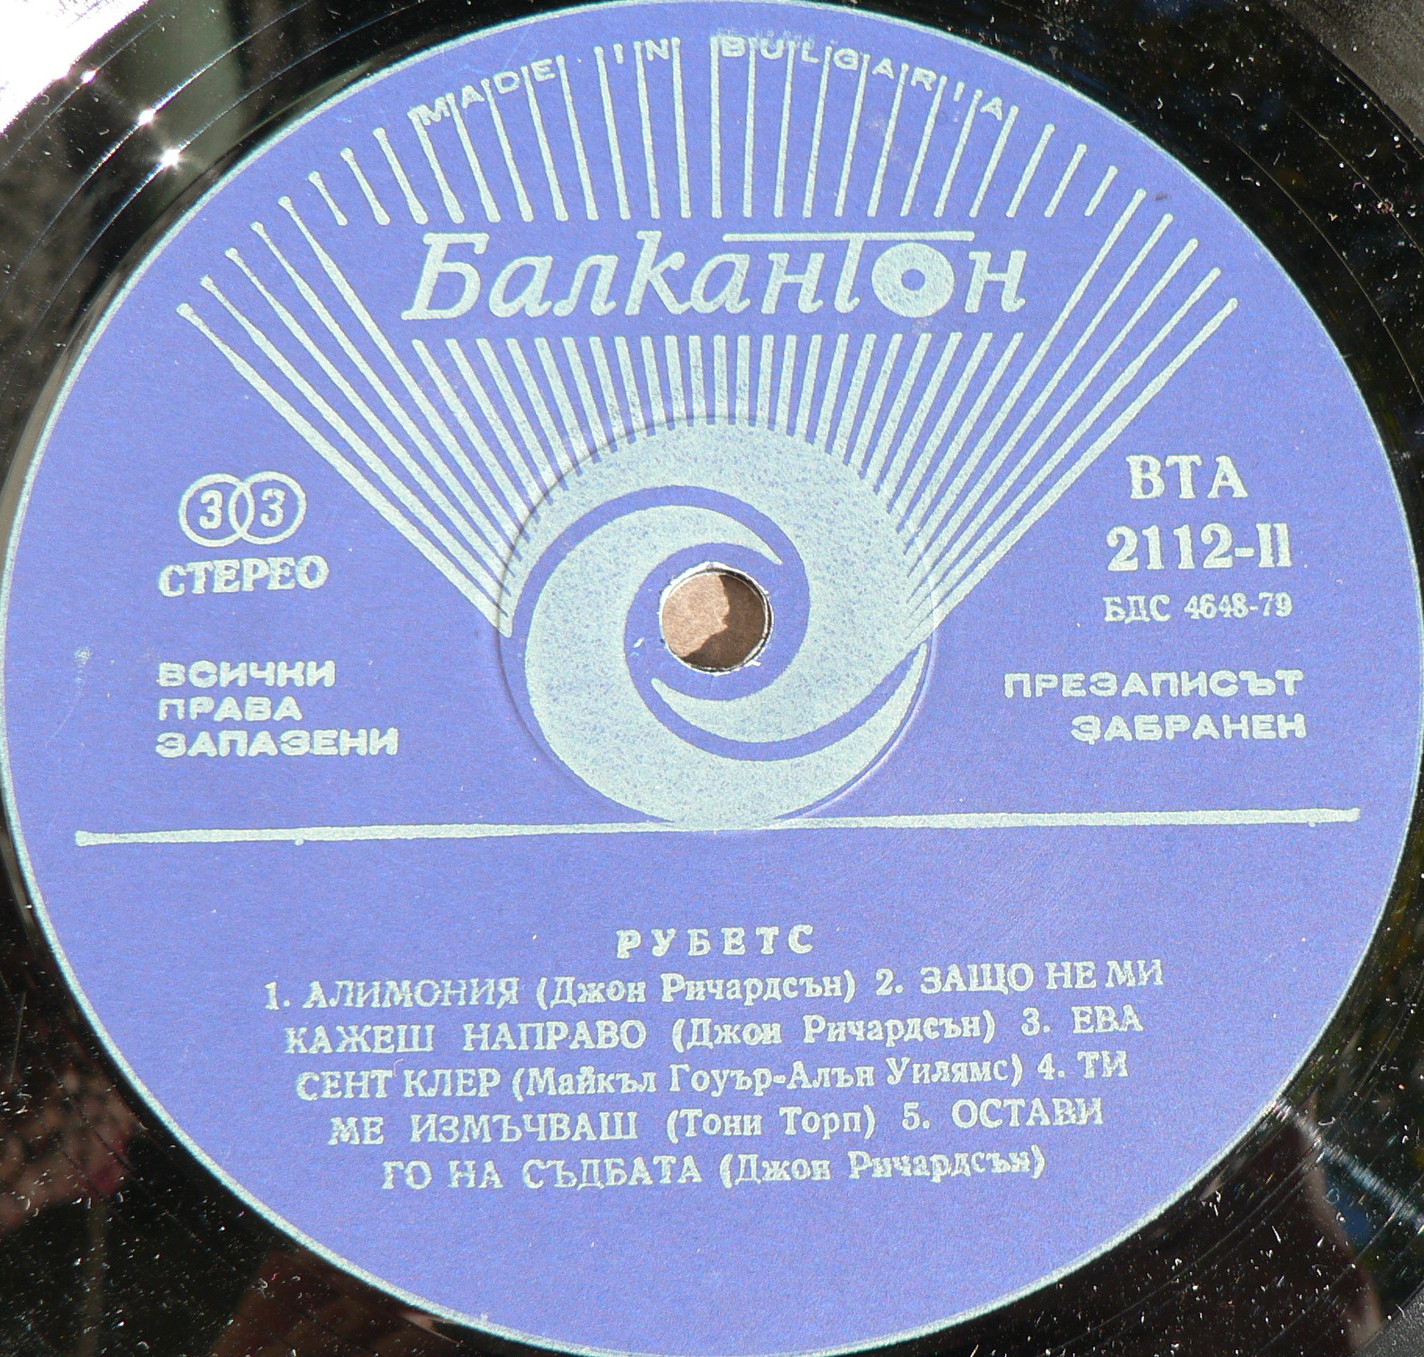 MADE IN BULGARIA
Балкантон
33
СТЕРЕО
ВТА
2112-II
БДС 4648-79
ВСИЧКИ
ПРАВА
ЗАПАЗЕНИ
ПРЕЗАПИСЪТ
ЗАБРАНЕН
РУБЕТС
1. АЛИМОНИЯ (Джон Ричардсън) 2. ЗАЩО НЕ МИ
КАЖЕШ НАПРАВО (Джон Ричардсън) 3. ЕВА
СЕНТ КЛЕР (Майкъл Гоуър-Алън Уилямс) 4. ТИ
МЕ ИЗМЪЧВАШ (Тони Торп) 5. ОСТАВИ
ГО НА СЪДБАТА (Джон Ричардсън)